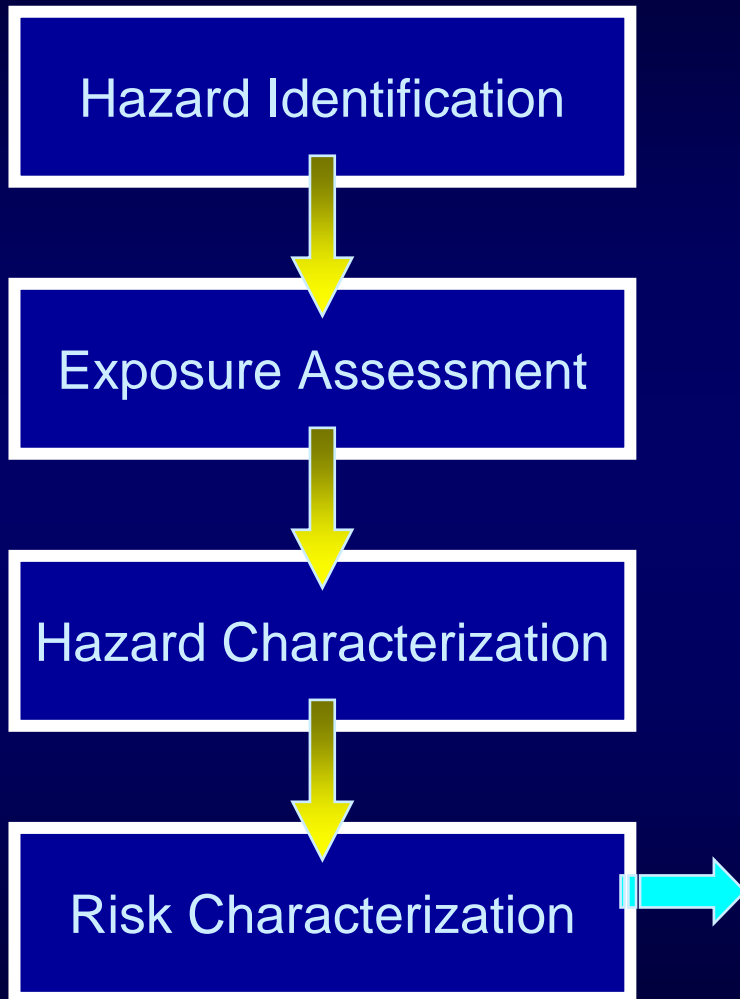 Hazard Identification
Exposure Assessment
Hazard Characterization
Risk Characterization